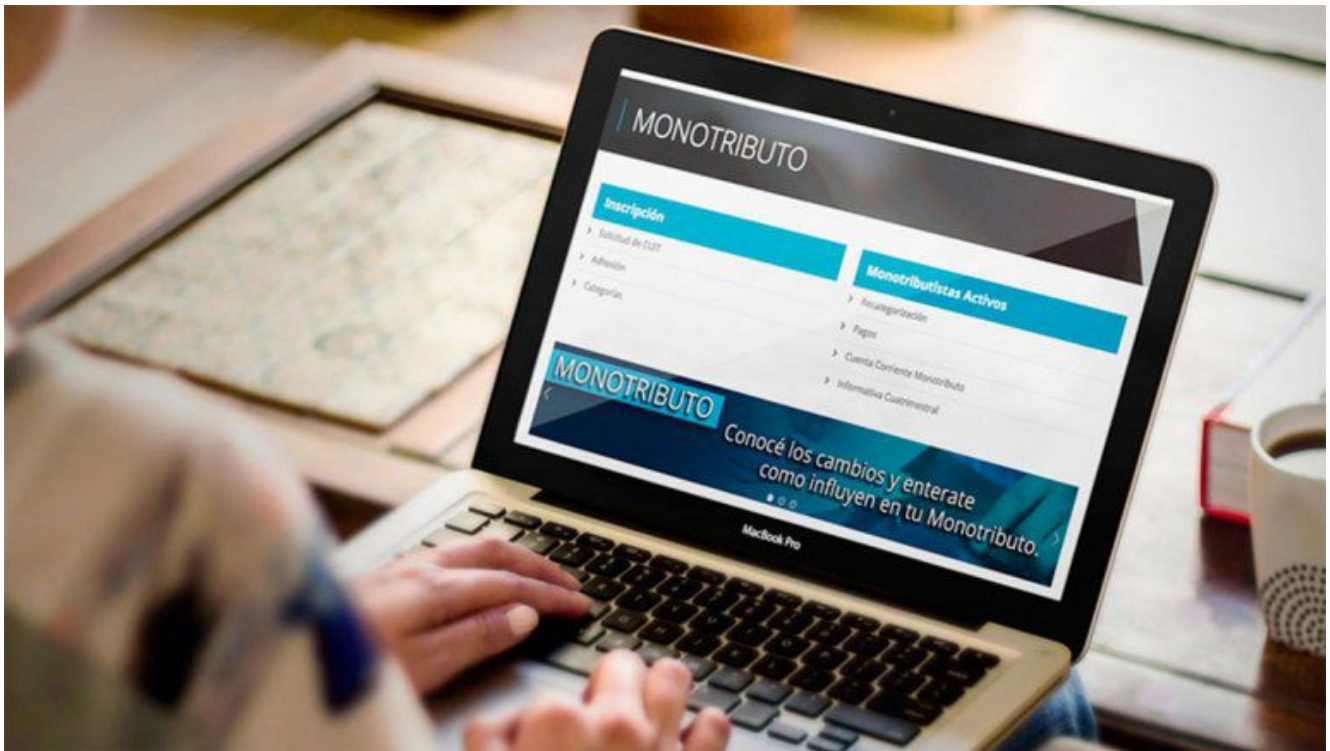 MONOTRIBUTO
Inscripción
Solicitud de CUIT
Adhesión
Categorías
Monotributistas Activos
Recategorización
Pagos
Cuenta Corriente Monotributo
Informativa Cuatrimestral
MONOTRIBUTO
Conocé los cambios y enterate
como influyen en tu Monotributo.
MacBook Pro